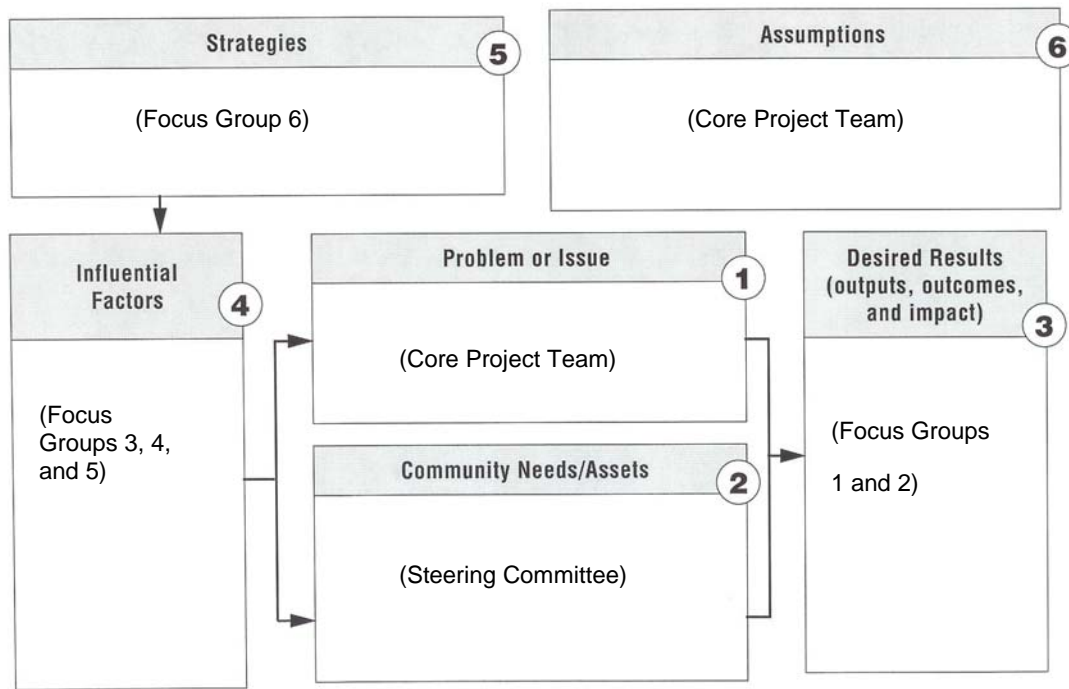 Strategies
5
(Focus Group 6)
Assumptions
6
(Core Project Team)
Influential
Factors
4
(Focus
Groups 3, 4,
and 5)
Problem or Issue
1
(Core Project Team)
Community Needs/Assets
2
(Steering Committee)
Desired Results
(outputs, outcomes,
and impact)
3
(Focus Groups
1 and 2)